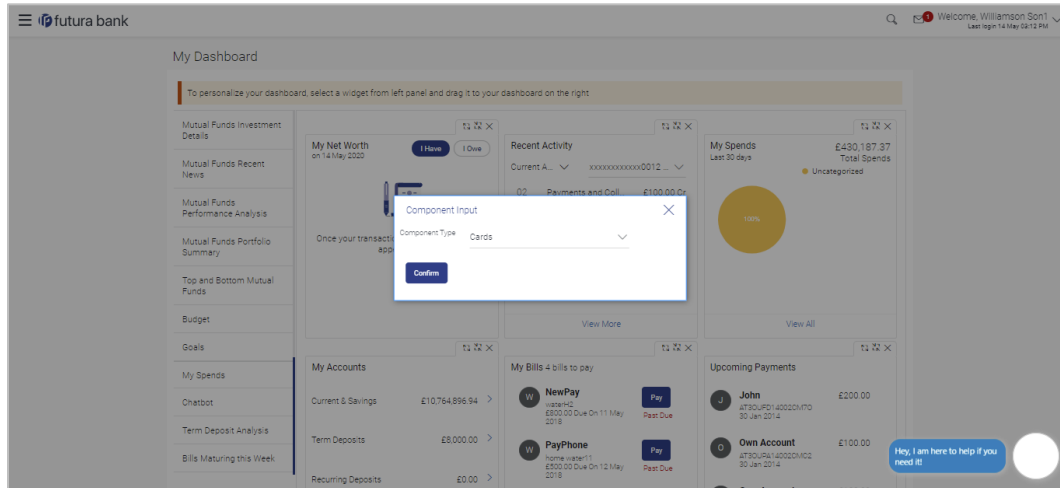 futura bank
1
Welcome, Williamson Son1
Last login 14 May 03:12 PM
My Dashboard
To personalize your dashboard, select a widget from left panel and drag it to your dashboard on the right
Mutual Funds Investment
Details
Mutual Funds Recent
News
Mutual Funds
Performance Analysis
Mutual Funds Portfolio
Summary
Top and Bottom Mutual
Funds
Budget
Goals
My Spends
Chatbot
Term Deposit Analysis
Bills Maturing this Week
My Net Worth
on 14 May 2020
I Have
I Owe
Once your transacti
app
Recent Activity
Current A...
xxxxxxxxxxxx0012 ...
02
Payments and Coll...
£100.00 Cr
View More
My Spends
Last 30 days
£430,187.37
Total Spends
Uncategorized
100%
View All
Component Input
Component Type
Cards
Confirm
My Accounts
Current & Savings
£10,764,896.94
Term Deposits
£8,000.00
Recurring Deposits
£0.00
My Bills 4 bills to pay
W
NewPay
waterH2
£800.00 Due On 11 May
2018
Pay
Past Due
W
PayPhone
home water11
£500.00 Due On 12 May
2018
Pay
Past Due
Upcoming Payments
J
John
30 Jan 2014
£200.00
O
Own Account
30 Jan 2014
£100.00
Hey, I am here to help if you
need it!